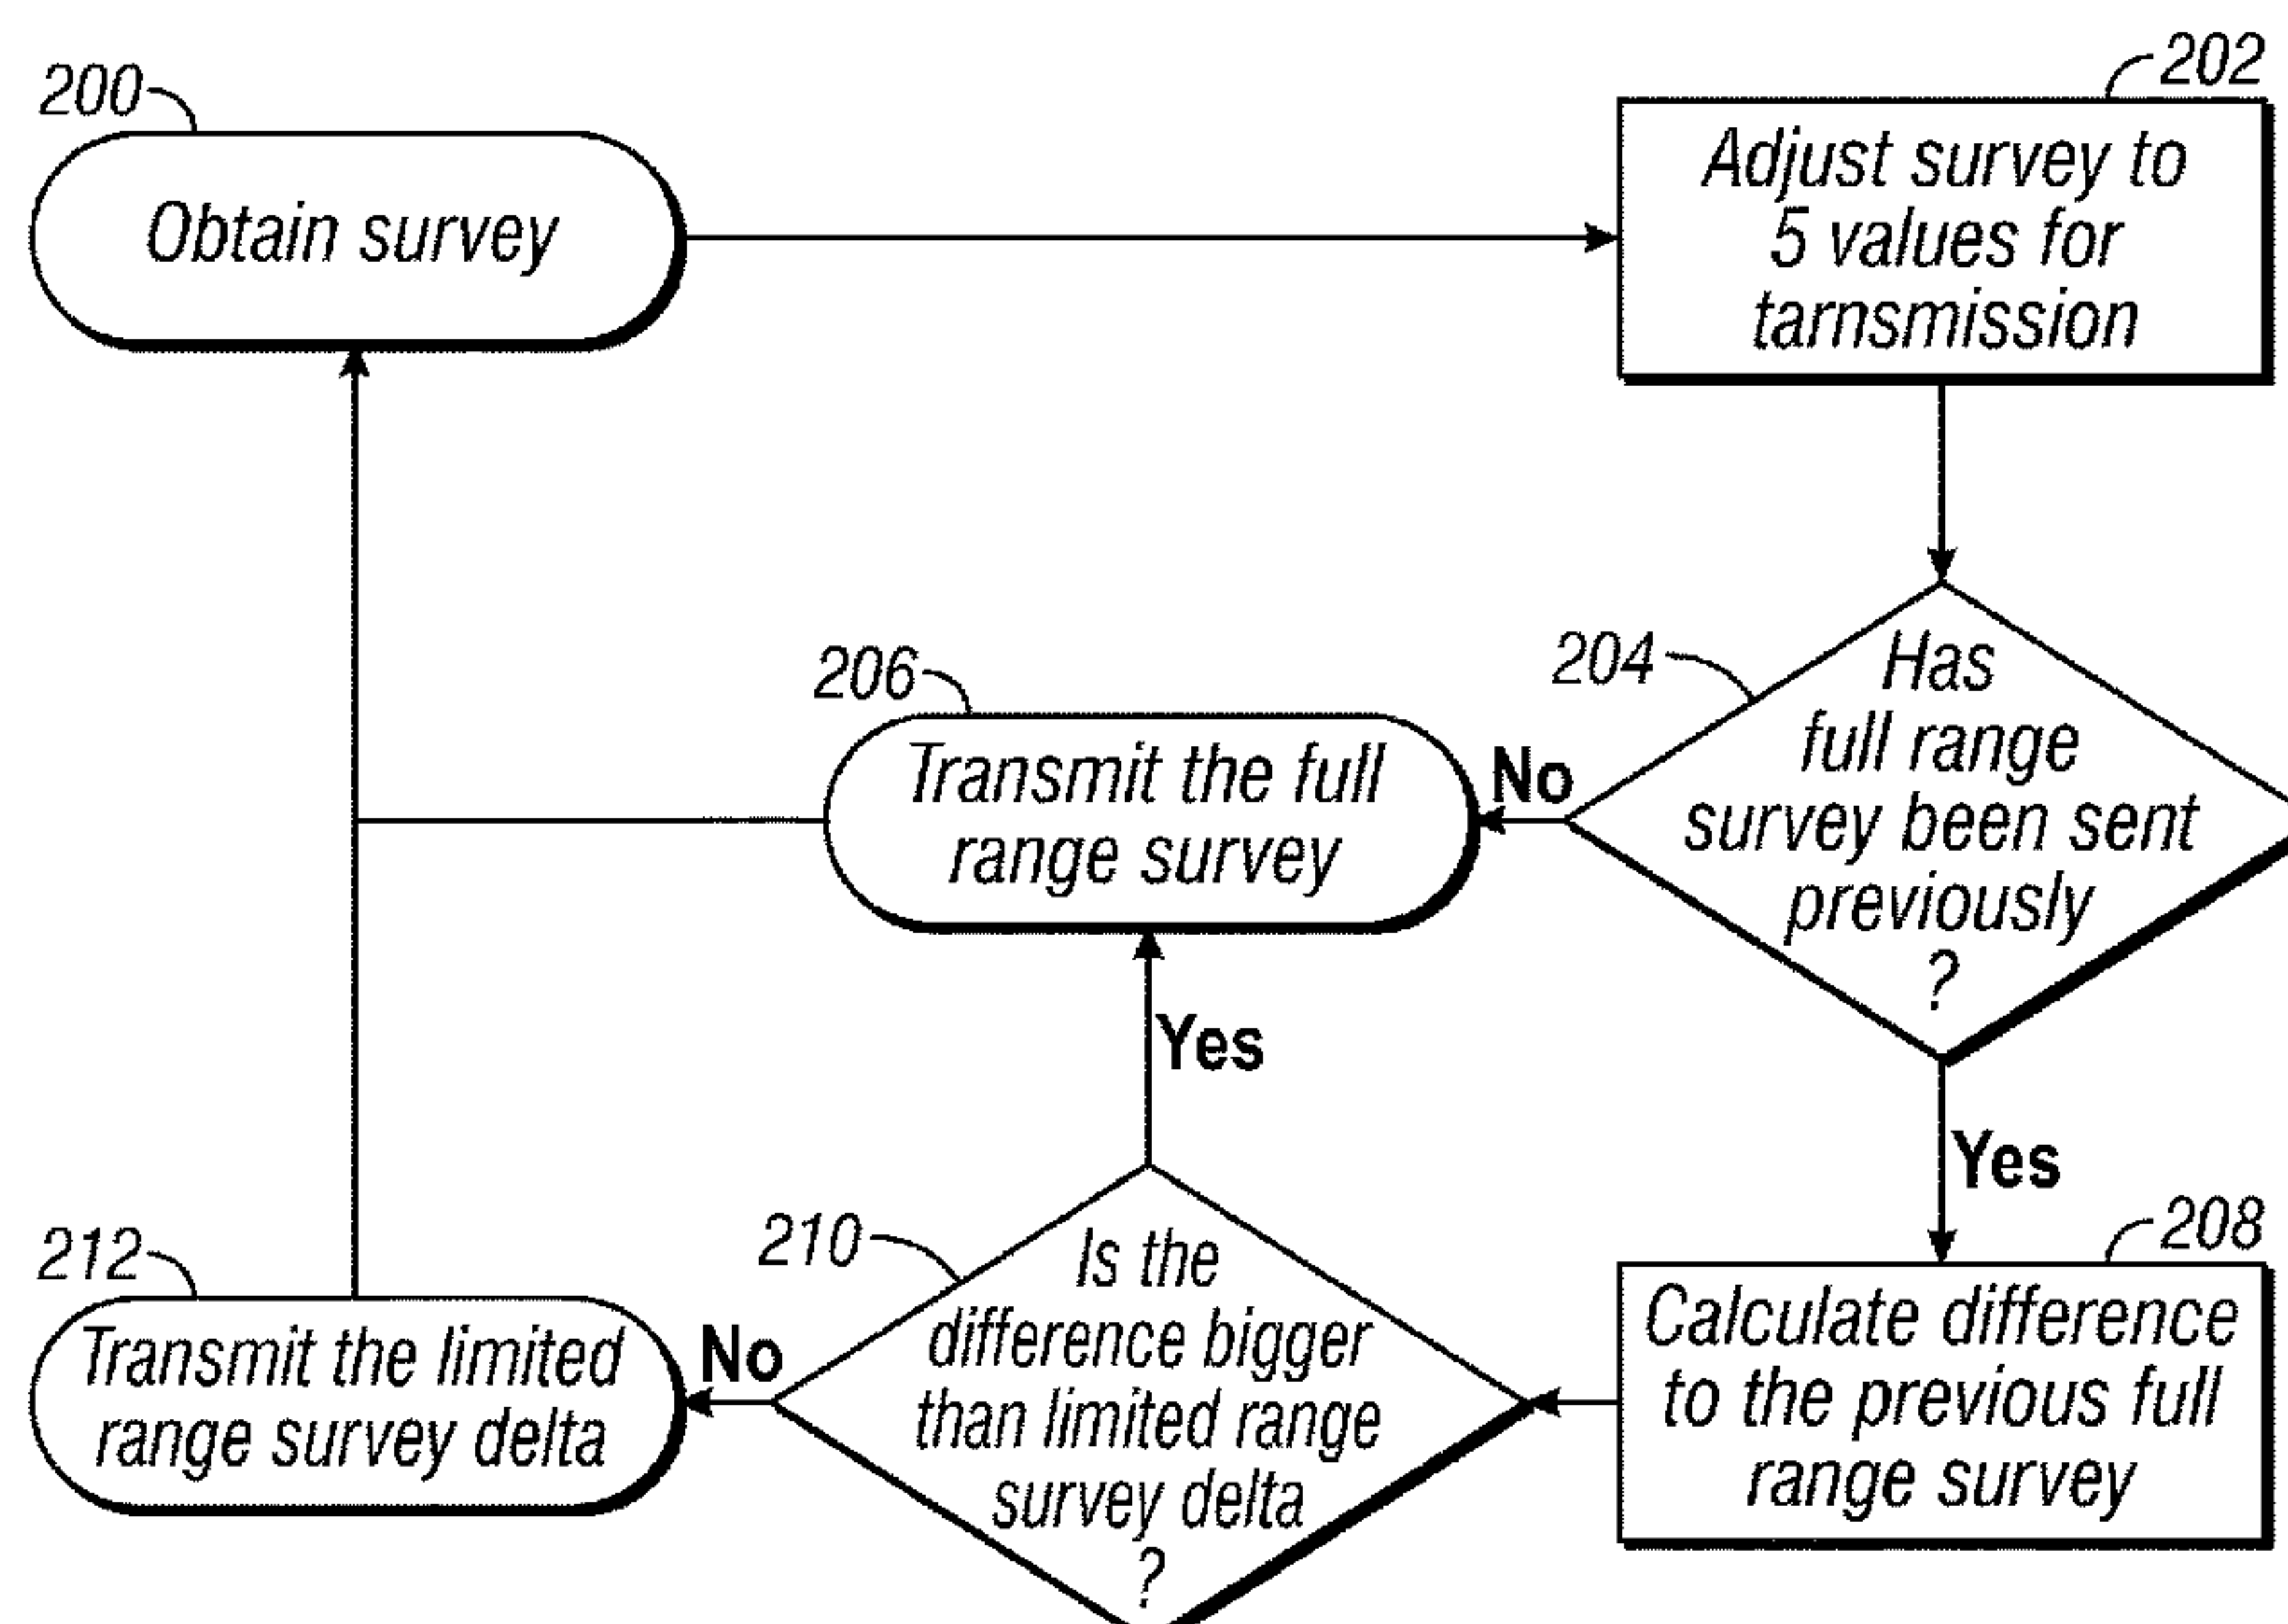 200
Obtain survey
202
Adjust survey to
5 values for
tarnsmission
204
Has
full range
survey been sent
previously
?
No
206
Transmit the full
range survey
Yes
Yes
208
Calculate difference
to the previous full
range survey
210
Is the
difference bigger
than limited range
survey delta
?
No
212
Transmit the limited
range survey delta